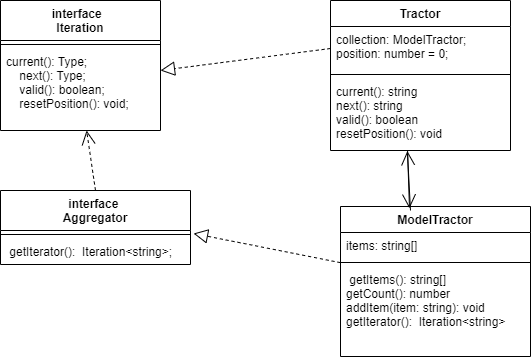 interface
Iteration
current(): Type;
next(): Type;
valid(): boolean;
resetPosition(): void;
Tractor
collection: ModelTractor;
position: number = 0;
current(): string
next(): string
valid(): boolean
resetPosition(): void
interface
Aggregator
getIterator():  Iteration<string>;
ModelTractor
items: string[]
getItems(): string[]
getCount(): number
addItem(item: string): void
getIterator():  Iteration<string>